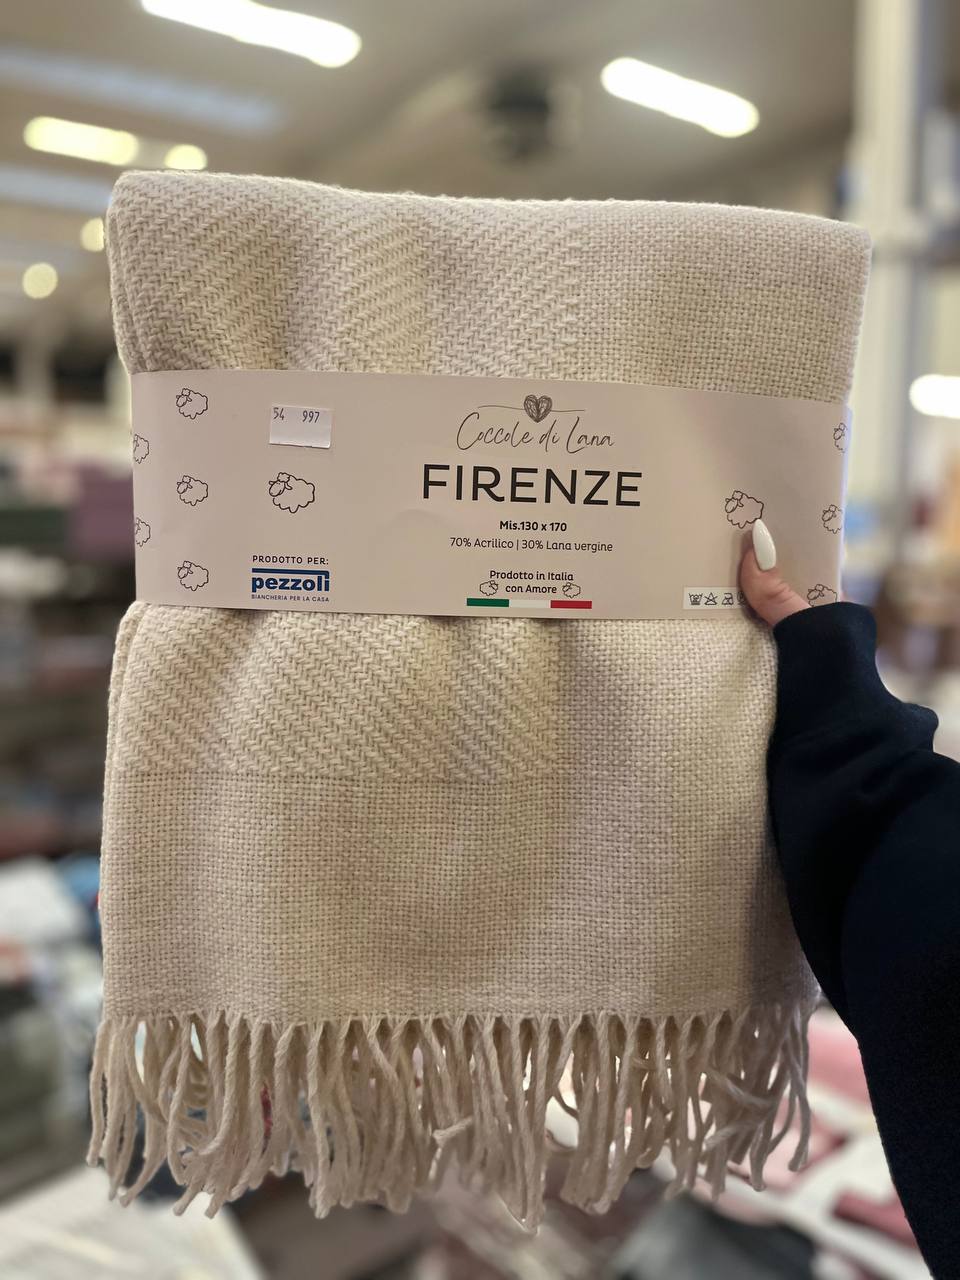 54 997
Coccole di Lana
FIRENZE
Mis.130 x 170
70% Acrilico | 30% Lana vergine
PRODOTTO PER:
pezzoli
BIANCHERIA PER LA CASA
Prodotto in Italia
con Amore